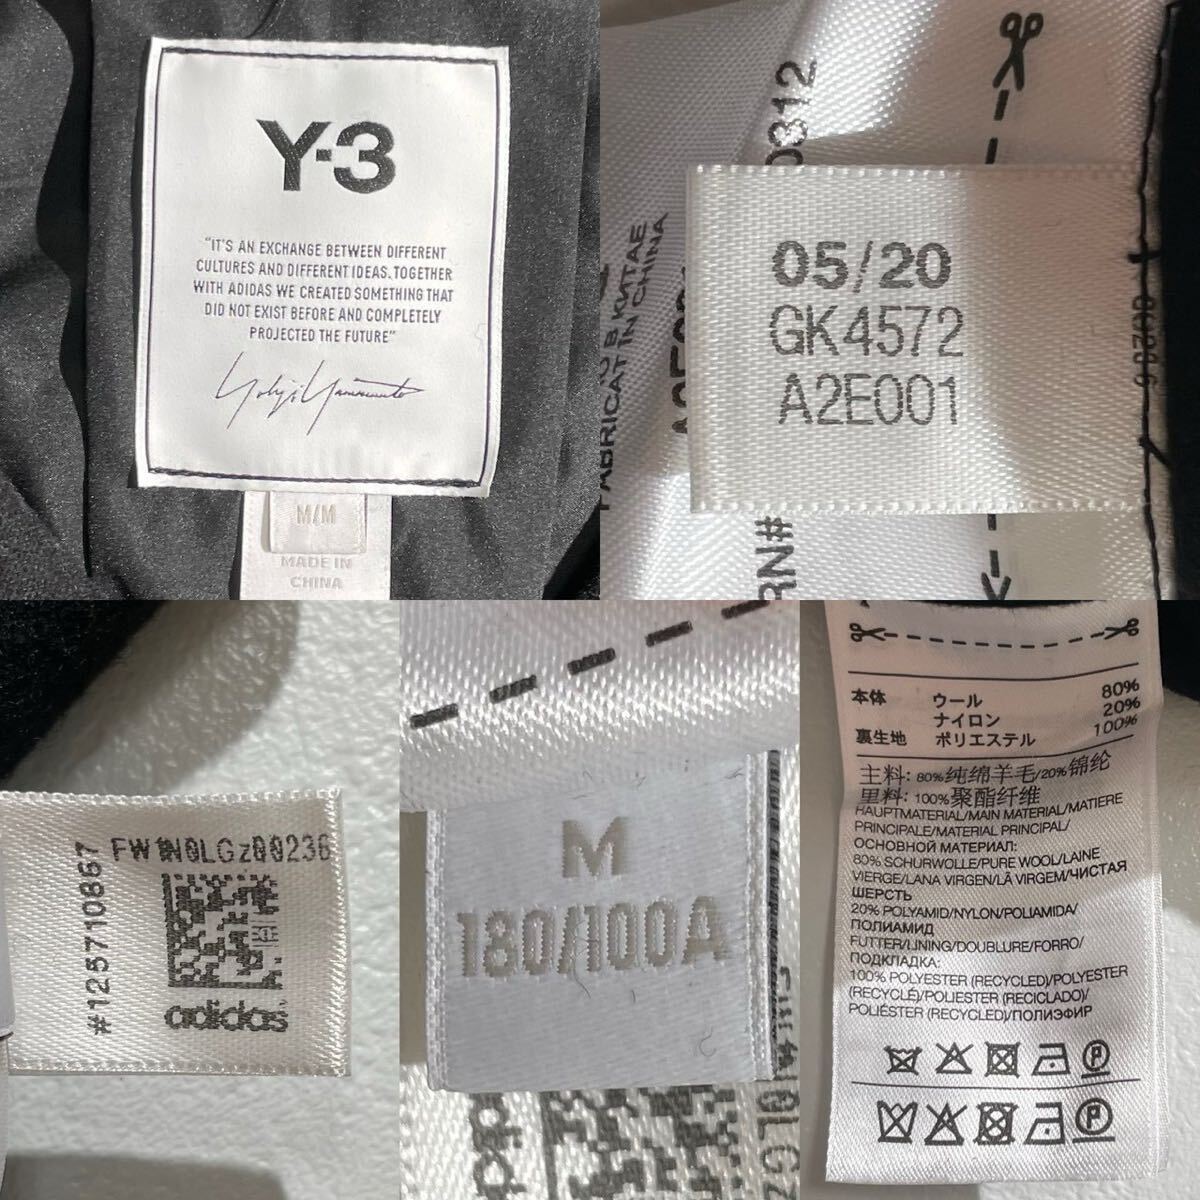 Y-3
"IT'S AN EXCHANGE BETWEEN DIFFERENT
CULTURES AND DIFFERENT IDEAS. TOGETHER
WITH ADIDAS WE CREATED SOMETHING THAT
DID NOT EXIST BEFORE AND COMPLETELY
PROJECTED THE FUTURE"
Yohji Yamamoto
M/M
MADE IN
CHINA
05/20
GK4572
A2E001
В КИТАЕ
FABRICAT IN CHINA
RN#
#125710867
adidas
M
180/100A
本体 ウール 80%
ナイロン 20%
裏生地 ポリエステル 100%
主料: 80%纯绵羊毛/20%锦纶
里料: 100%聚酯纤维
HAUPTMATERIAL/MAIN MATERIAL/MATIERE
PRINCIPALE/MATERIAL PRINCIPAL/
ОСНОВНОЙ МАТЕРИАЛ:
80% SCHURWOLLE/PURE WOOL/LAINE
VIERGE/LANA VIRGEN/LÃ VIRGEM/ЧИСТАЯ
ШЕРСТЬ
20% POLYAMID/NYLON/POLIAMIDA/
ПОЛИАМИД
FUTTER/LINING/DOUBLURE/FORRO/
ПОДКЛАДКА:
100% POLYESTER (RECYCLED)/POLYESTER
(RECYCLÉ)/POLIESTER (RECICLADO)/
POLIÉSTER (RECYCLED)/ПОЛИЭФИР